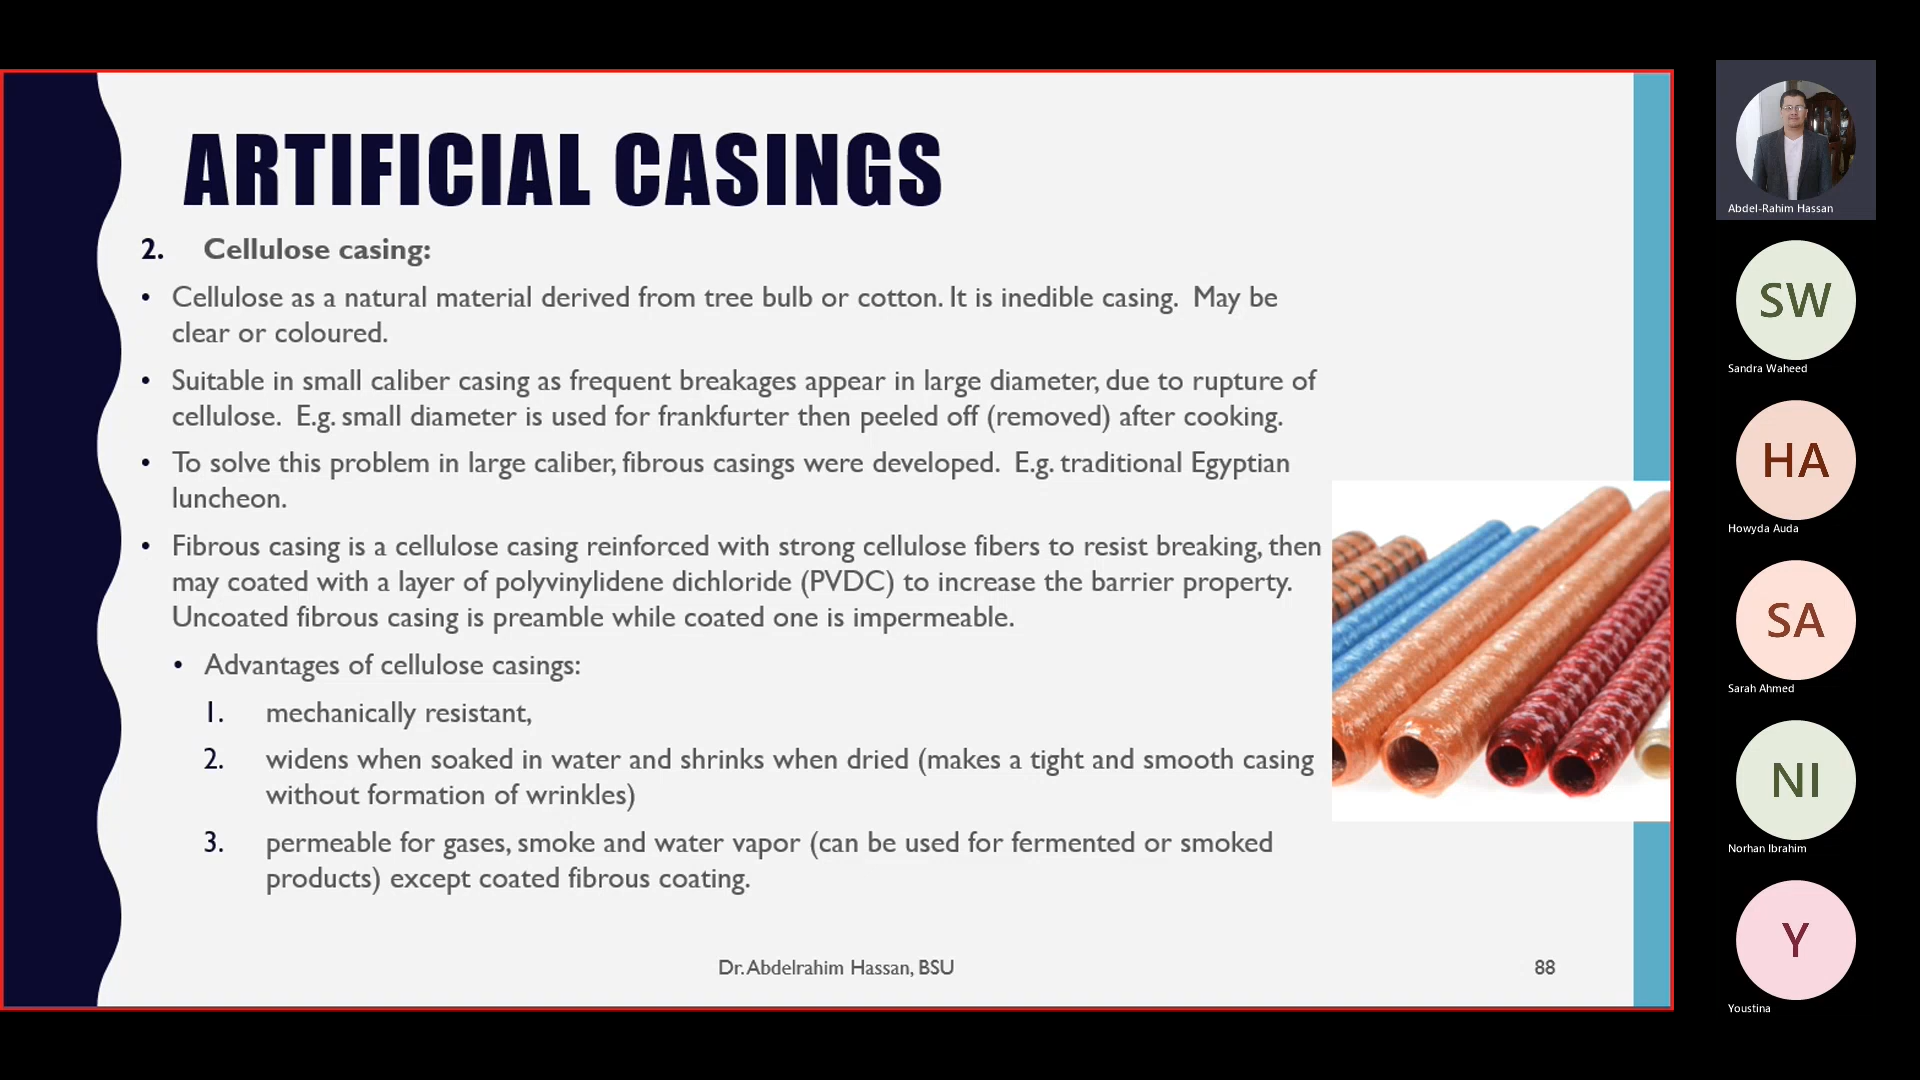 ARTIFICIAL CASINGS
2. Cellulose casing:
• Cellulose as a natural material derived from tree bulb or cotton. It is inedible casing.  May be
clear or coloured.
• Suitable in small caliber casing as frequent breakages appear in large diameter, due to rupture of
cellulose.  E.g. small diameter is used for frankfurter then peeled off (removed) after cooking.
• To solve this problem in large caliber, fibrous casings were developed.  E.g. traditional Egyptian
luncheon.
• Fibrous casing is a cellulose casing reinforced with strong cellulose fibers to resist breaking, then
may coated with a layer of polyvinylidene dichloride (PVDC) to increase the barrier property.
Uncoated fibrous casing is preamble while coated one is impermeable.
• Advantages of cellulose casings:
1. mechanically resistant,
2. widens when soaked in water and shrinks when dried (makes a tight and smooth casing
without formation of wrinkles)
3. permeable for gases, smoke and water vapor (can be used for fermented or smoked
products) except coated fibrous coating.
Dr. Abdelrahim Hassan, BSU
88
Abdel-Rahim Hassan
SW
Sandra Waheed
HA
Howyda Auda
SA
Sarah Ahmed
NI
Norhan Ibrahim
Y
Youstina